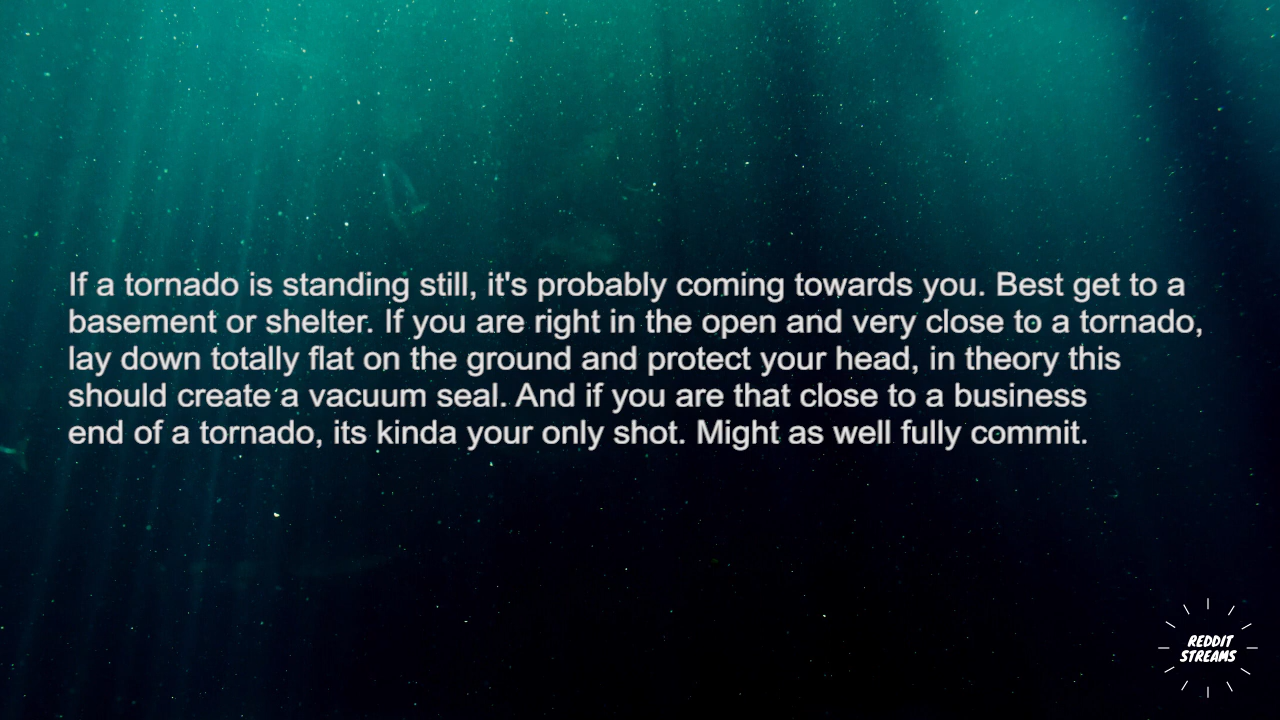 If a tornado is standing still, it's probably coming towards you. Best get to a
basement or shelter. If you are right in the open and very close to a tornado,
lay down totally flat on the ground and protect your head, in theory this
should create a vacuum seal. And if you are that close to a business
end of a tornado, its kinda your only shot. Might as well fully commit.
REDDIT
STREAMS